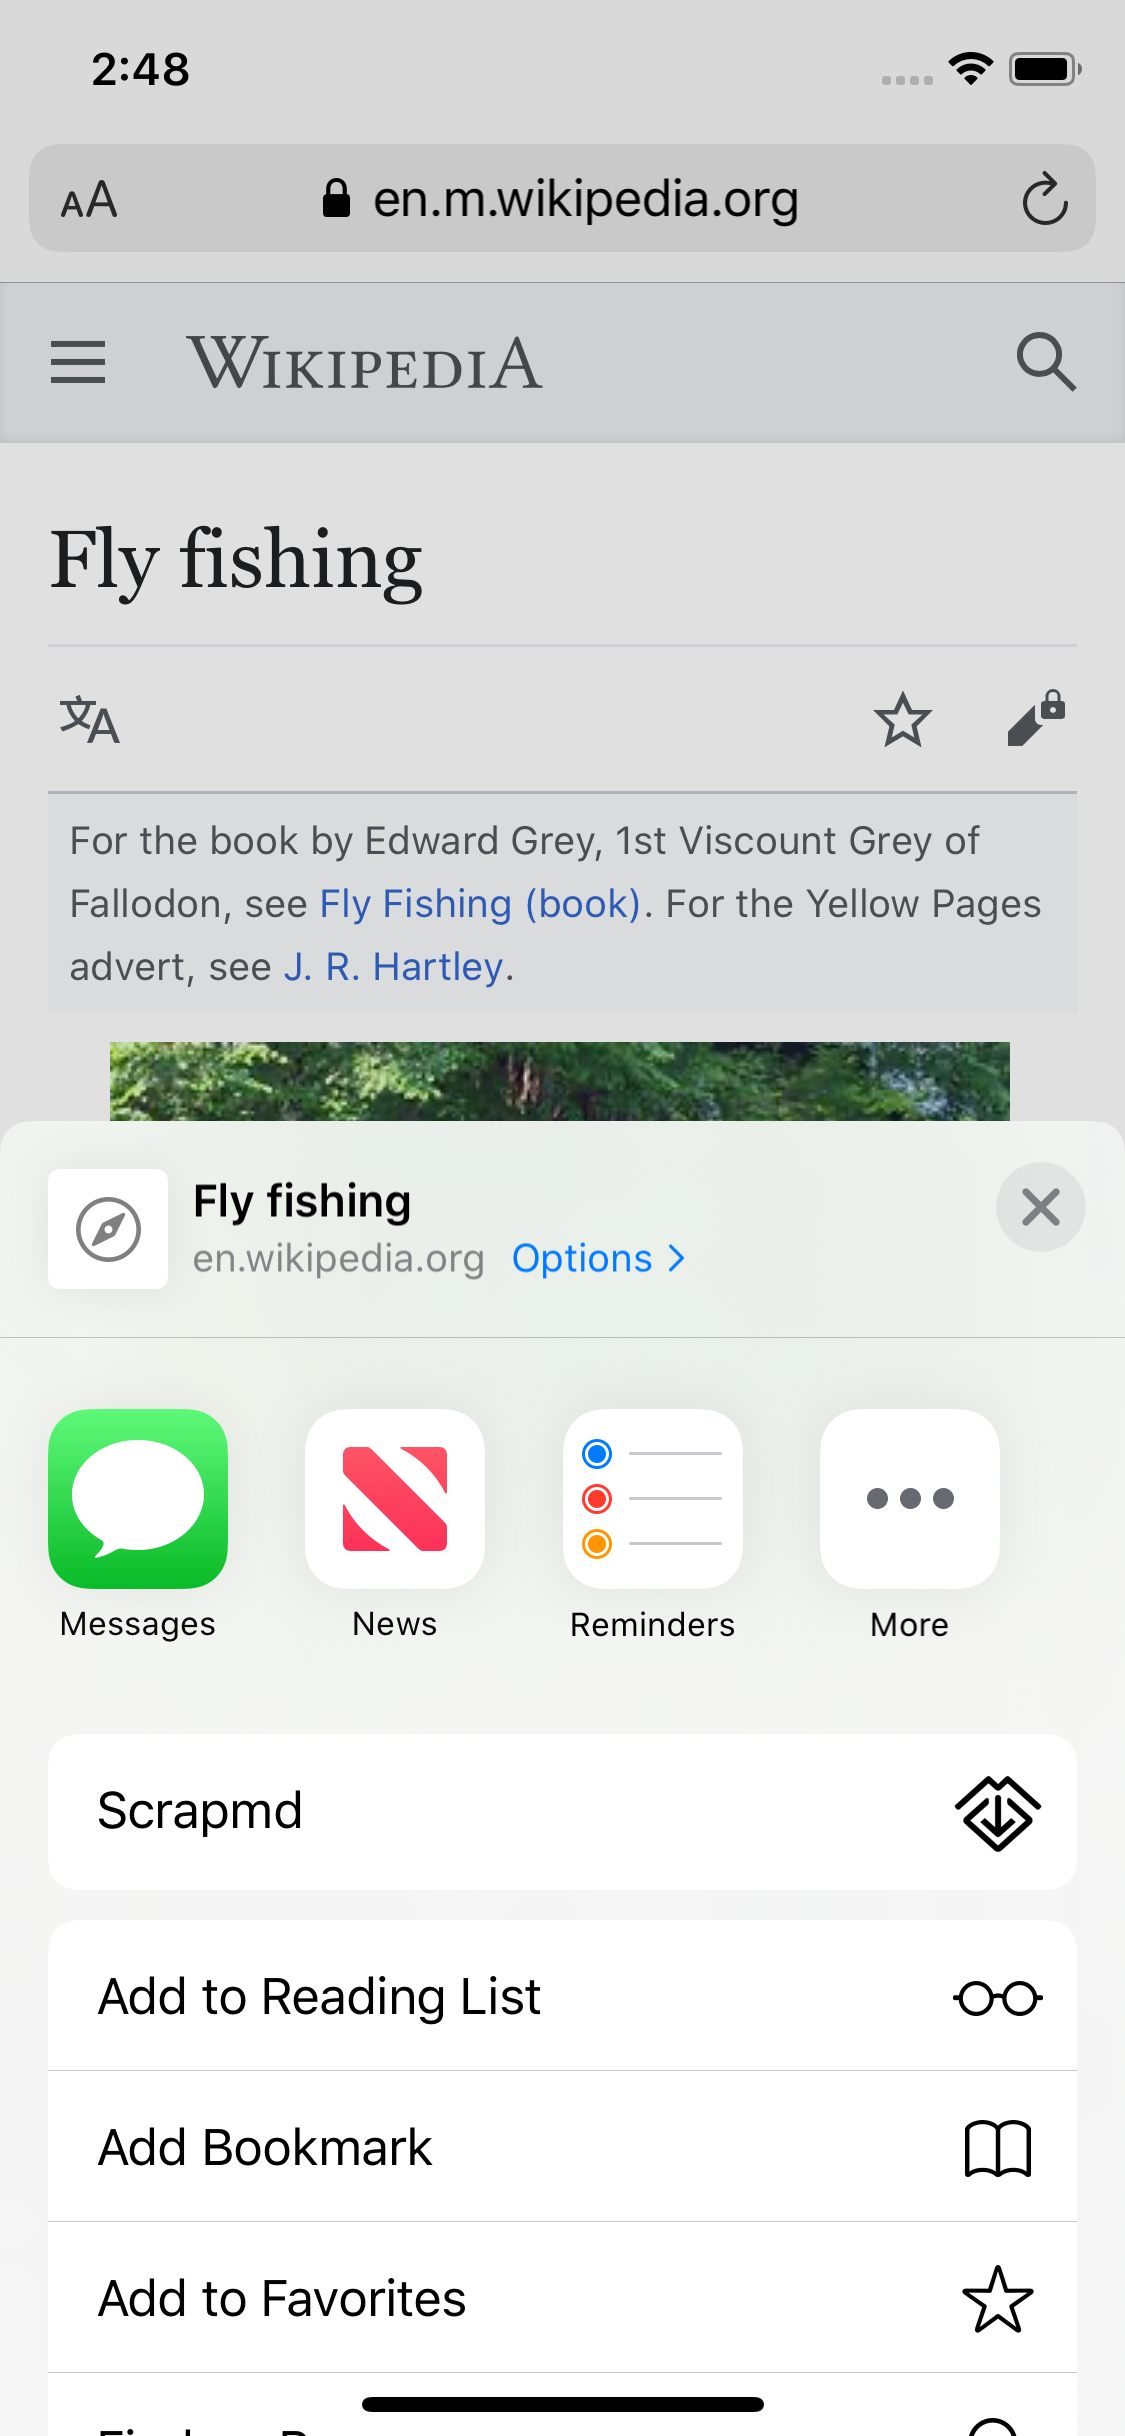 2:48
AA en.m.wikipedia.org
WIKIPEDIA
Fly fishing
文A
For the book by Edward Grey, 1st Viscount Grey of
Fallodon, see Fly Fishing (book). For the Yellow Pages
advert, see J. R. Hartley.
Fly fishing
en.wikipedia.org Options
Messages News Reminders More
Scrapmd
Add to Reading List
Add Bookmark
Add to Favorites